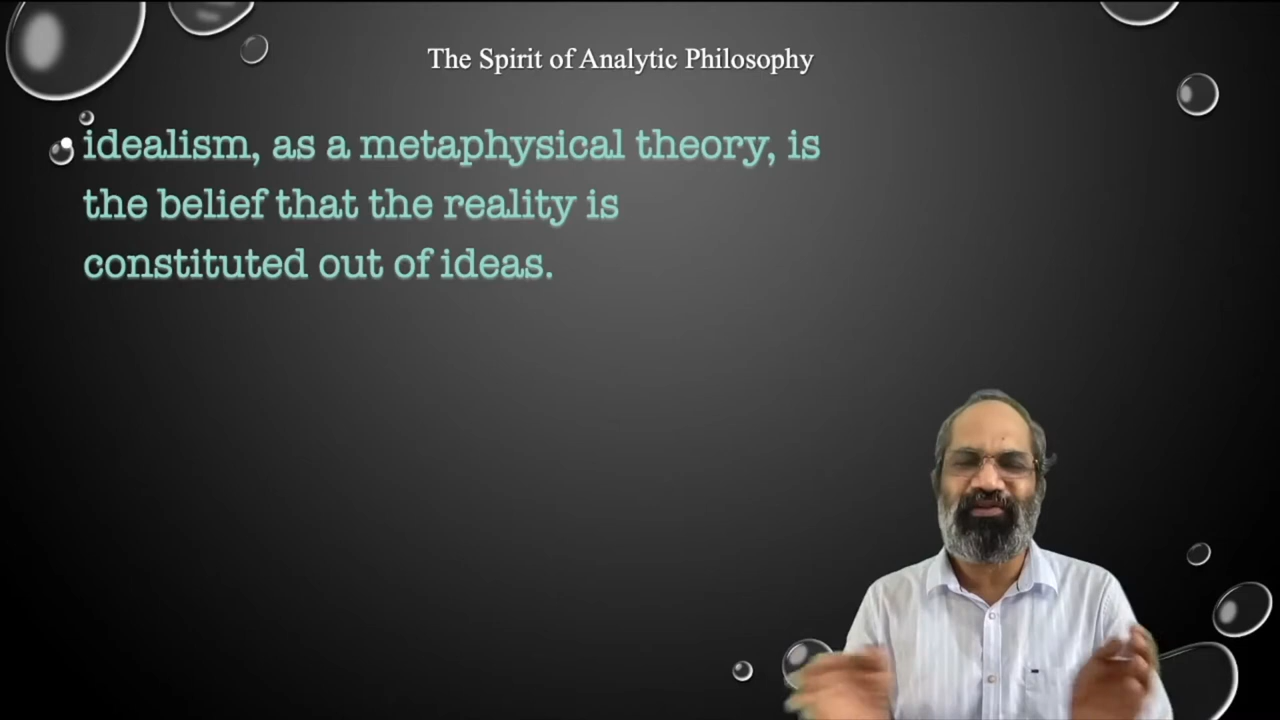 The Spirit of Analytic Philosophy
idealism, as a metaphysical theory, is
the belief that the reality is
constituted out of ideas.